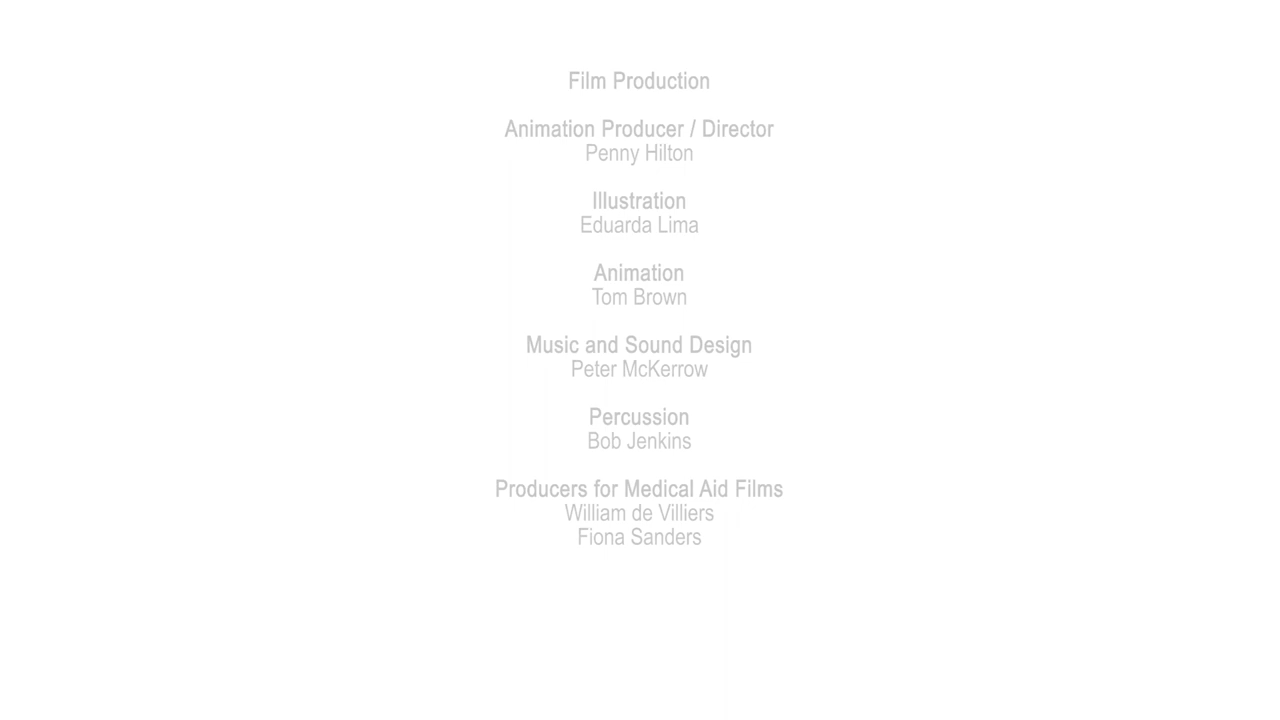 Film Production
Animation Producer / Director
Penny Hilton
Illustration
Eduarda Lima
Animation
Tom Brown
Music and Sound Design
Peter McKerrow
Percussion
Bob Jenkins
Producers for Medical Aid Films
William de Villiers
Fiona Sanders